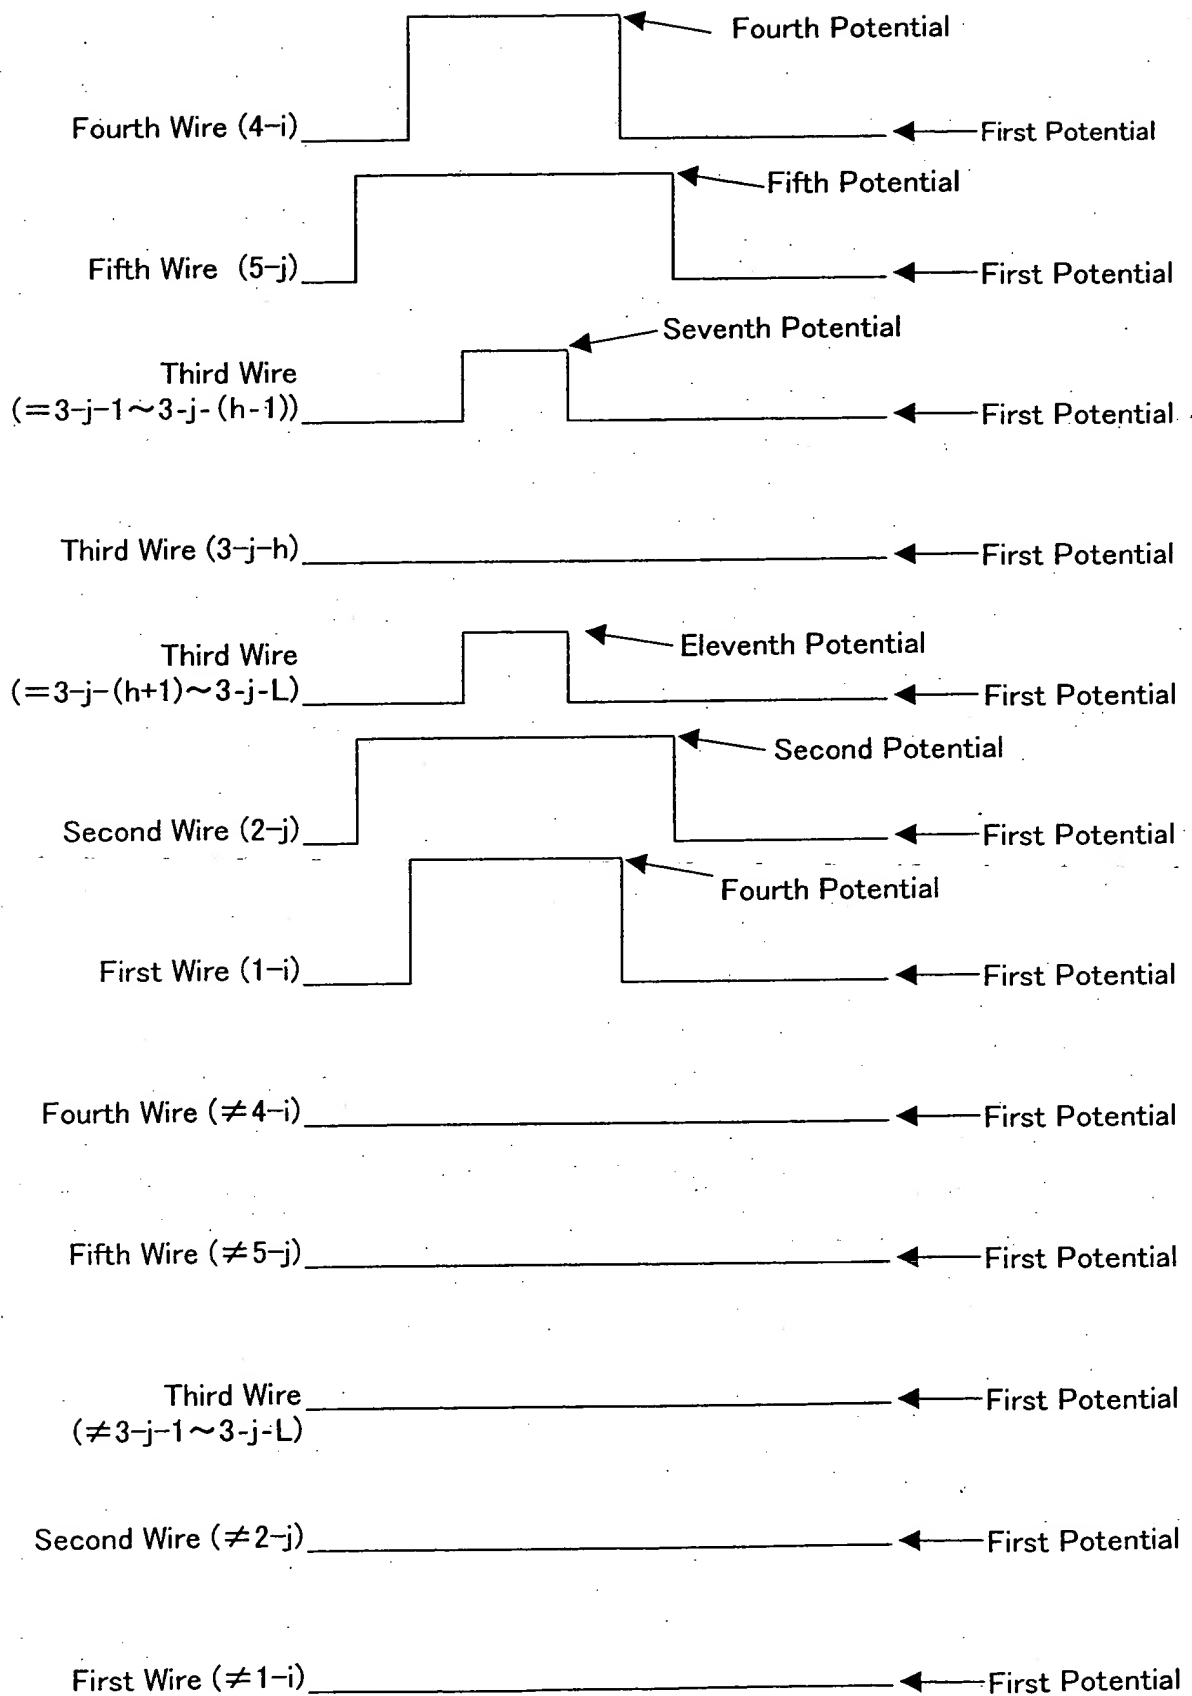 Fourth Potential
Fourth Wire (4-i)
First Potential
Fifth Potential
Fifth Wire (5-j)
First Potential
Seventh Potential
Third Wire
(=3-j-1~3-j-(h-1))
First Potential
Third Wire (3-j-h)
First Potential
Eleventh Potential
Third Wire
(=3-j-(h+1)~3-j-L)
First Potential
Second Potential
Second Wire (2-j)
First Potential
Fourth Potential
First Wire (1-i)
First Potential
Fourth Wire (≠4-i)
First Potential
Fifth Wire (≠5-j)
First Potential
Third Wire
(≠3-j-1~3-j-L)
First Potential
Second Wire (≠2-j)
First Potential
First Wire (≠1-i)
First Potential